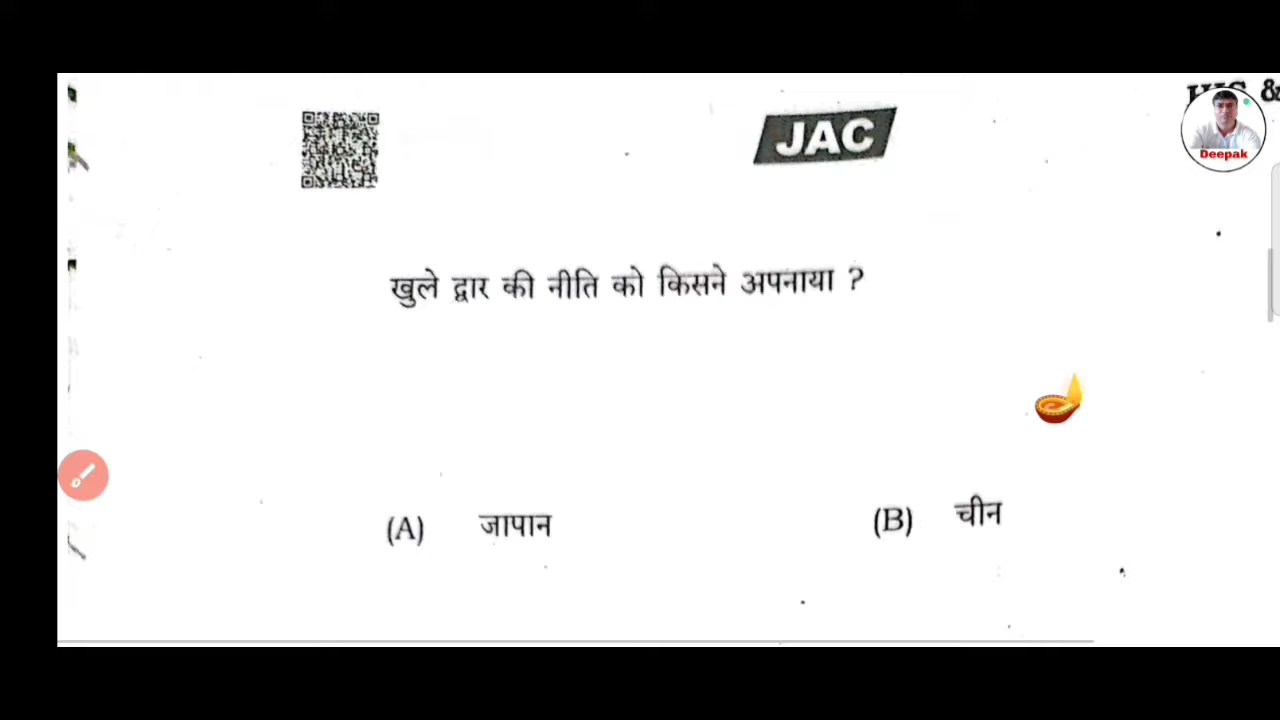 JAC
Deepak
खुले द्वार की नीति को किसने अपनाया ?
(A) जापान
(B) चीन